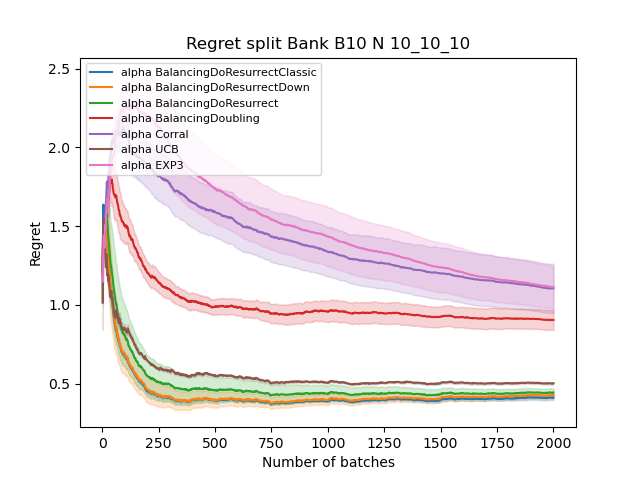 Regret split Bank B10 N 10_10_10
alpha BalancingDoResurrectClassic
alpha BalancingDoResurrectDown
alpha BalancingDoResurrect
alpha BalancingDoubling
alpha Corral
alpha UCB
alpha EXP3
2.5
2.0
1.5
1.0
0.5
Regret
0
250
500
750
1000
1250
1500
1750
2000
Number of batches